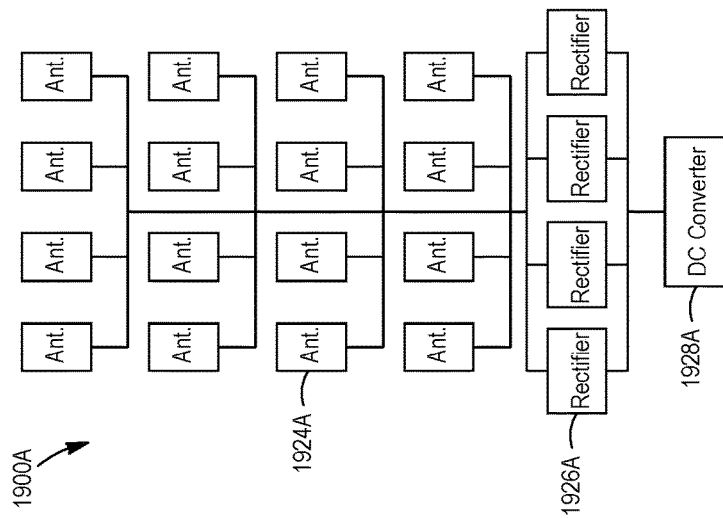 1900A
Ant. Ant. Ant. Ant.
Ant. Ant. Ant. Ant.
1924A
Ant. Ant. Ant. Ant.
Ant. Ant. Ant. Ant.
1926A
Rectifier Rectifier Rectifier Rectifier
1928A
DC Converter